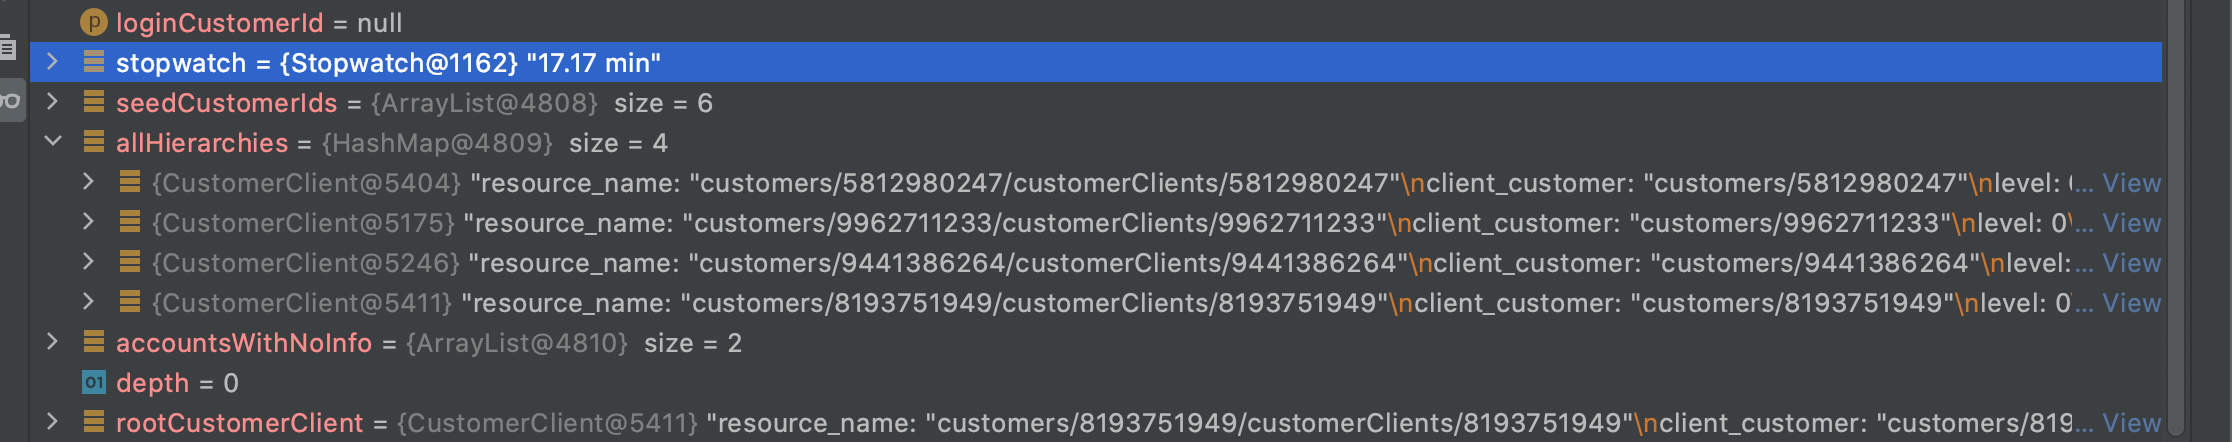 p loginCustomerId = null
stopwatch = {Stopwatch@1162} "17.17 min"
seedCustomerIds = {ArrayList@4808} size = 6
allHierarchies = {HashMap@4809} size = 4
{CustomerClient@5404} "resource_name: "customers/5812980247/customerClients/5812980247"\nclient_customer: "customers/5812980247"\nlevel: 0... View
{CustomerClient@5175} "resource_name: "customers/9962711233/customerClients/9962711233"\nclient_customer: "customers/9962711233"\nlevel: 0\... View
{CustomerClient@5246} "resource_name: "customers/9441386264/customerClients/9441386264"\nclient_customer: "customers/9441386264"\nlevel:... View
{CustomerClient@5411} "resource_name: "customers/8193751949/customerClients/8193751949"\nclient_customer: "customers/8193751949"\nlevel: 0... View
accountsWithNoInfo = {ArrayList@4810} size = 2
01 depth = 0
rootCustomerClient = {CustomerClient@5411} "resource_name: "customers/8193751949/customerClients/8193751949"\nclient_customer: "customers/819... View